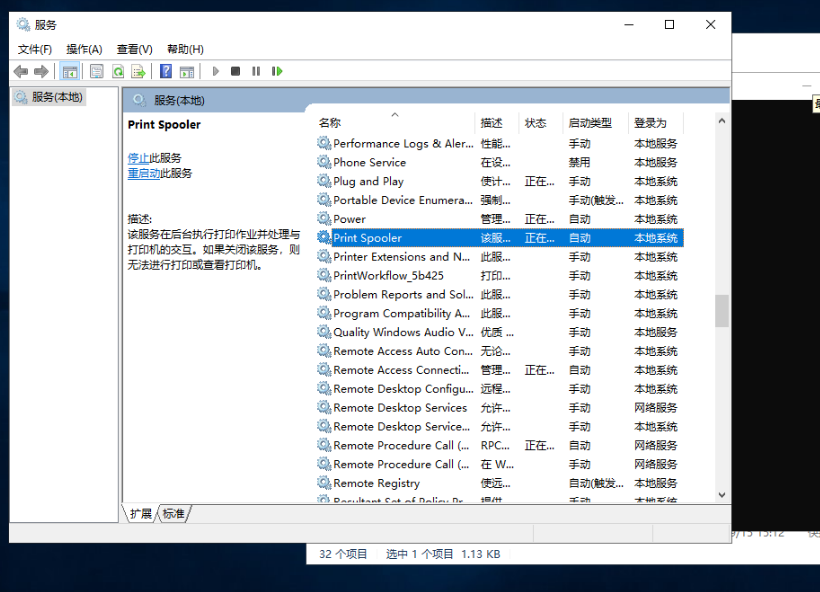 服务
文件(F) 操作(A) 查看(V) 帮助(H)
服务(本地)
服务(本地)
Print Spooler
停止此服务
重启动此服务
描述:
该服务在后台执行打印作业并处理与
打印机的交互。如果关闭该服务，则
无法进行打印或查看打印机。
名称 描述 状态 启动类型 登录为
Performance Logs & Aler... 性能... 手动 本地服务
Phone Service 在设... 禁用 本地服务
Plug and Play 使计... 正在... 手动 本地系统
Portable Device Enumera... 强制... 手动(触发... 本地系统
Power 管理... 正在... 自动 本地系统
Print Spooler 该服... 正在... 自动 本地系统
Printer Extensions and N... 此服... 手动 本地系统
PrintWorkflow_5b425 打印... 手动 本地系统
Problem Reports and Sol... 此服... 手动 本地系统
Program Compatibility A... 此服... 手动 本地系统
Quality Windows Audio V... 优质 ... 手动 本地服务
Remote Access Auto Con... 无论... 手动 本地系统
Remote Access Connecti... 管理... 正在... 自动 本地系统
Remote Desktop Configu... 远程... 手动 本地系统
Remote Desktop Services 允许... 手动 网络服务
Remote Desktop Service... 允许... 手动 本地系统
Remote Procedure Call (... RPC... 正在... 自动 网络服务
Remote Procedure Call (... 在 W... 手动 网络服务
Remote Registry 使远... 自动(触发... 本地服务
Resultant Set of Policy Pr... 提供... 手动 本地系统
扩展 标准
32 个项目 选中 1 个项目 1.13 KB